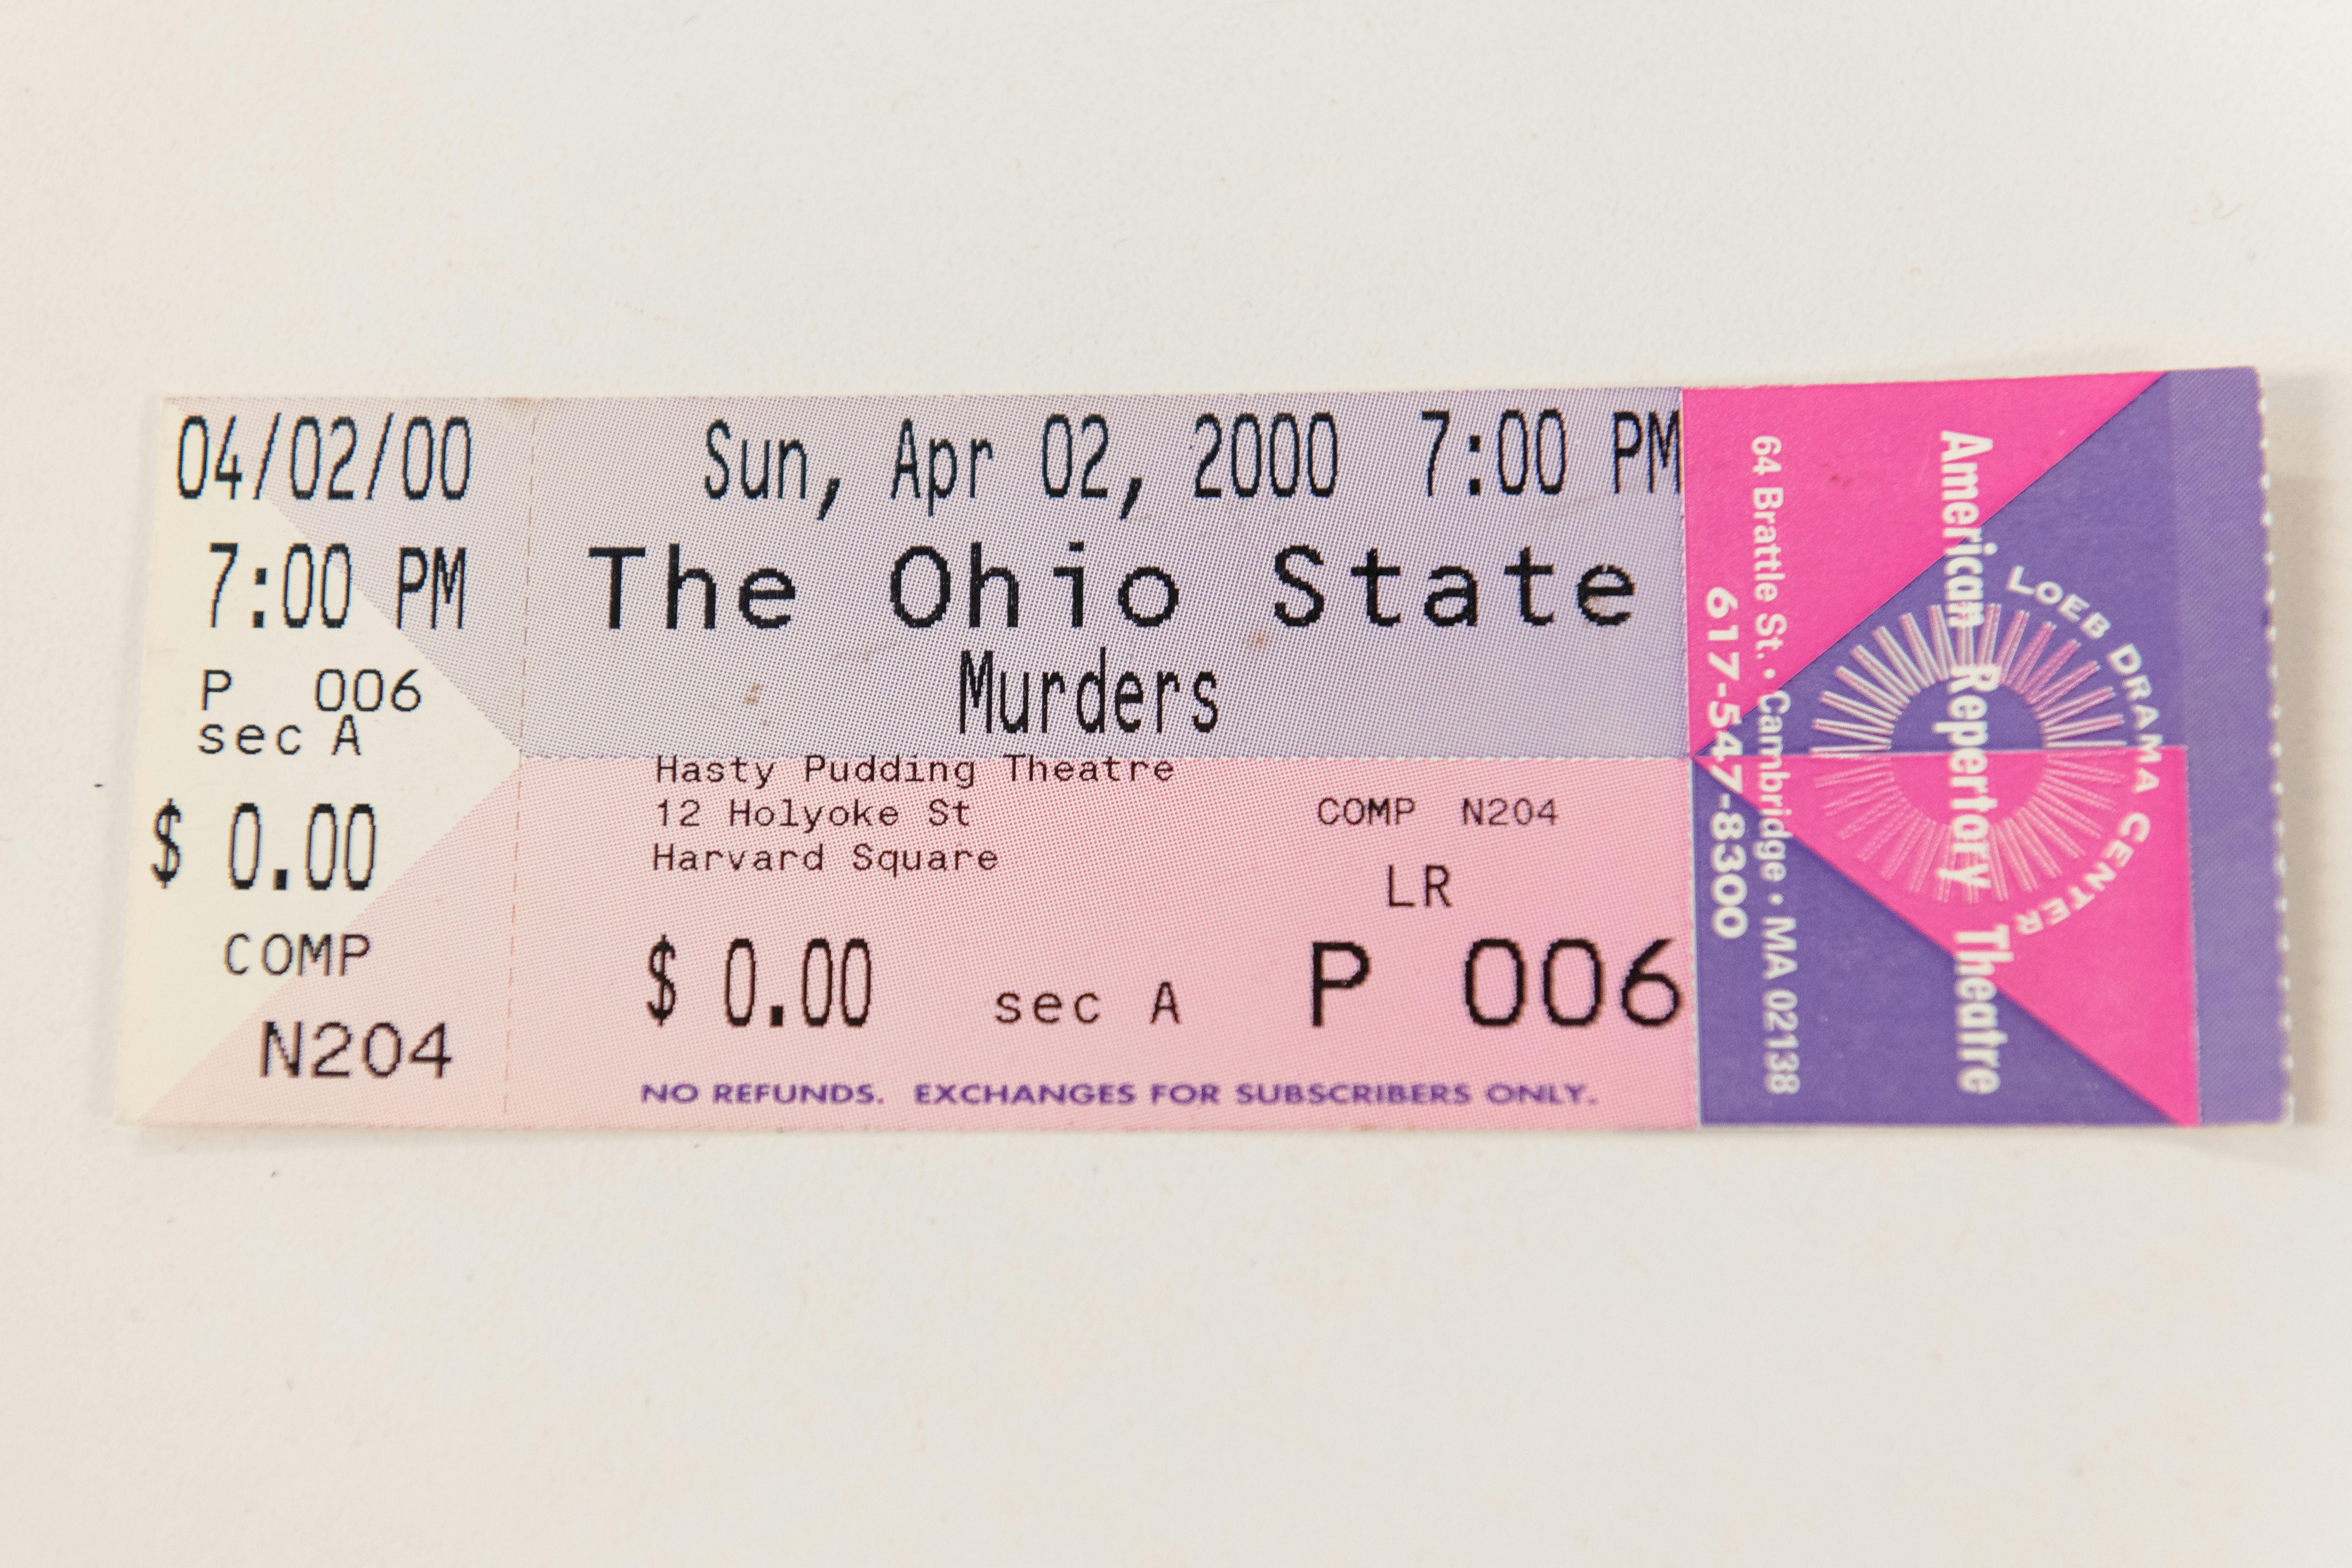 04/02/00
7:00 PM
P 006
sec A
$ 0.00
COMP
N204
Sun, Apr 02, 2000 7:00 PM
The Ohio State
Murders
Hasty Pudding Theatre
12 Holyoke St
Harvard Square
COMP N204
LR
$ 0.00 sec A P 006
NO REFUNDS. EXCHANGES FOR SUBSCRIBERS ONLY.
American Repertory Theatre
LOEB DRAMA CENTER
64 Brattle St. • Cambridge • MA 02138
617-547-8300